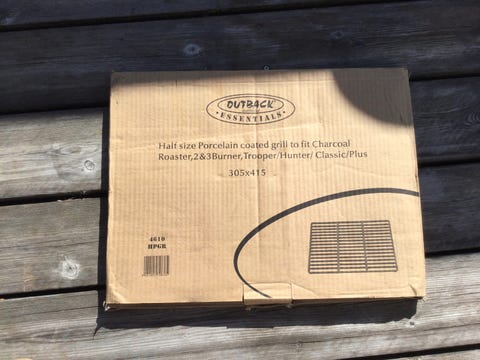 OUTBACK
• ESSENTIALS •
Half size Porcelain coated grill to fit Charcoal
Roaster,2&3Burner,Trooper/Hunter/ Classic/Plus
305x415
4610
HPGR